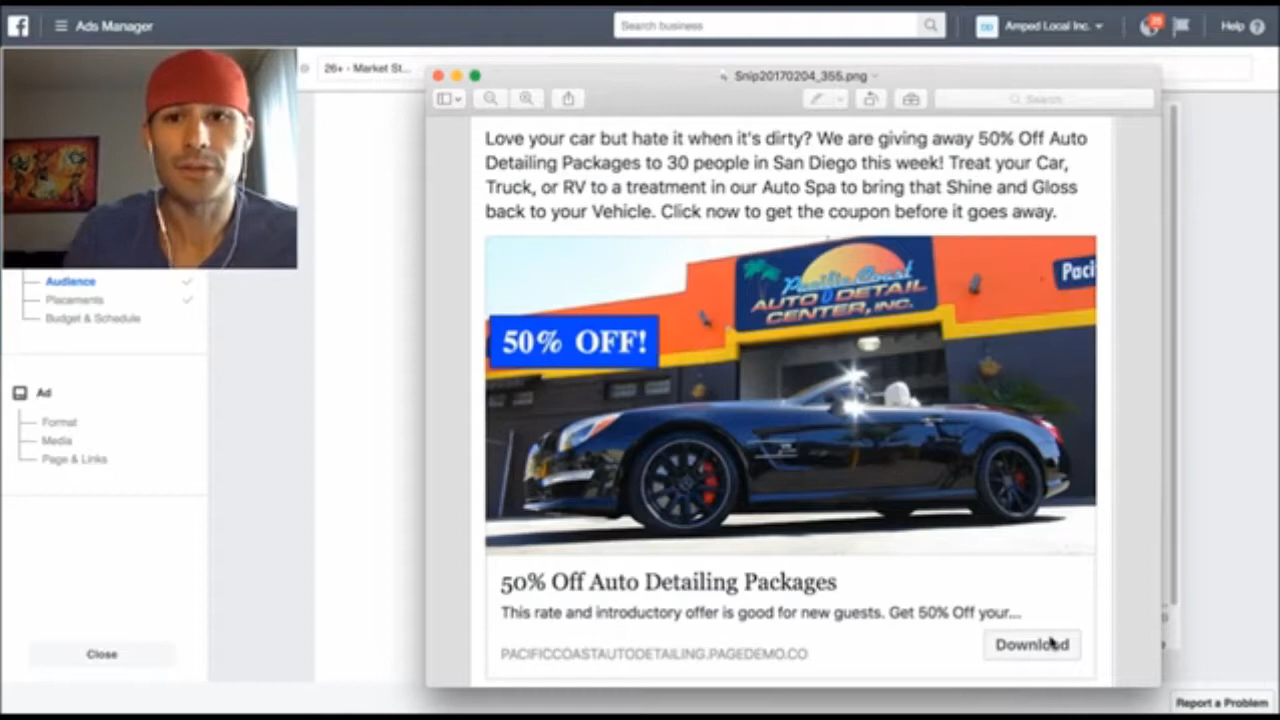 Ads Manager
Search business
Amped Local Inc.
Help
26+ - Market St...
Snip20170204_355.png
Search
Love your car but hate it when it's dirty? We are giving away 50% Off Auto
Detailing Packages to 30 people in San Diego this week! Treat your Car,
Truck, or RV to a treatment in our Auto Spa to bring that Shine and Gloss
back to your Vehicle. Click now to get the coupon before it goes away.
Pacific Coast
AUTO DETAIL
CENTER, INC.
Paci
50% OFF!
Audience
Placements
Budget & Schedule
Ad
Format
Media
Page & Links
50% Off Auto Detailing Packages
This rate and introductory offer is good for new guests. Get 50% Off your...
PACIFICCOASTAUTODETAILING.PAGEDEMO.CO
Download
Close
Report a Problem